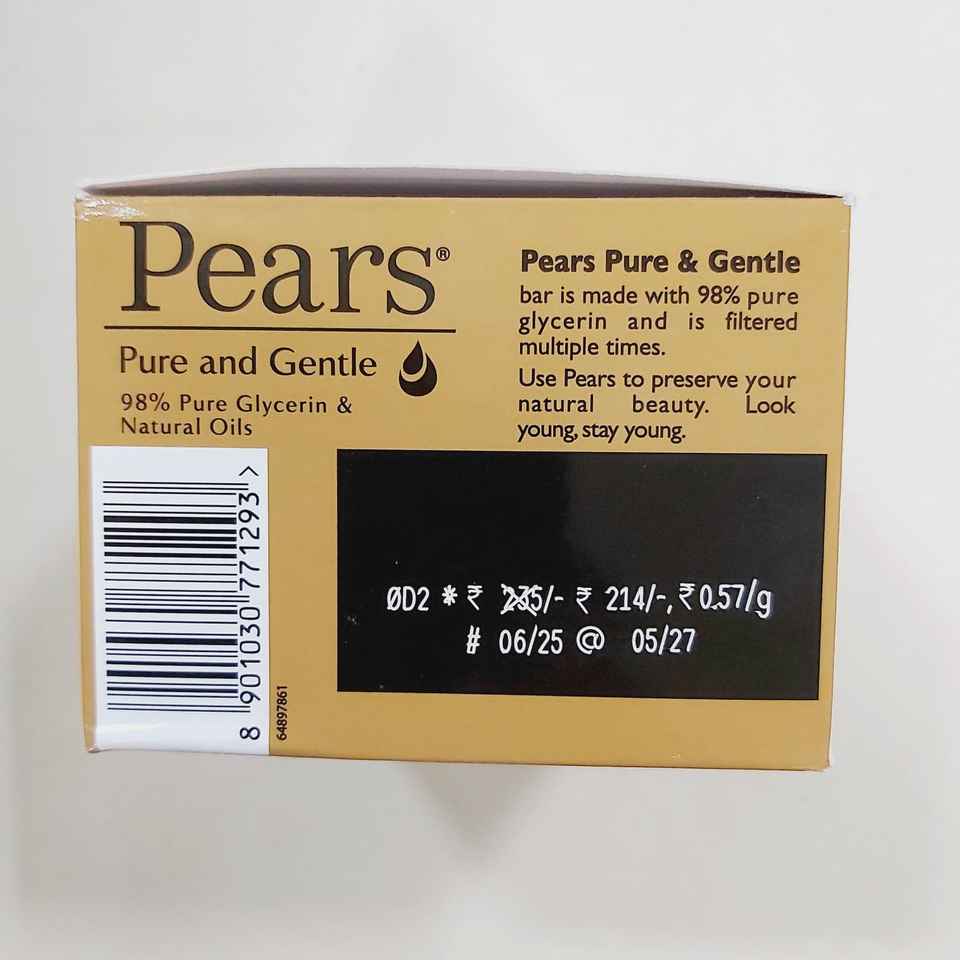 Pears®
Pure and Gentle
98% Pure Glycerin &
Natural Oils
Pears Pure & Gentle
bar is made with 98% pure
glycerin and is filtered
multiple times.
Use Pears to preserve your
natural beauty. Look
young, stay young.
8 901030 771293 >
64897861
ØD2 * ₹ 235/- ₹ 214/-, ₹0.57/g
# 06/25 @ 05/27